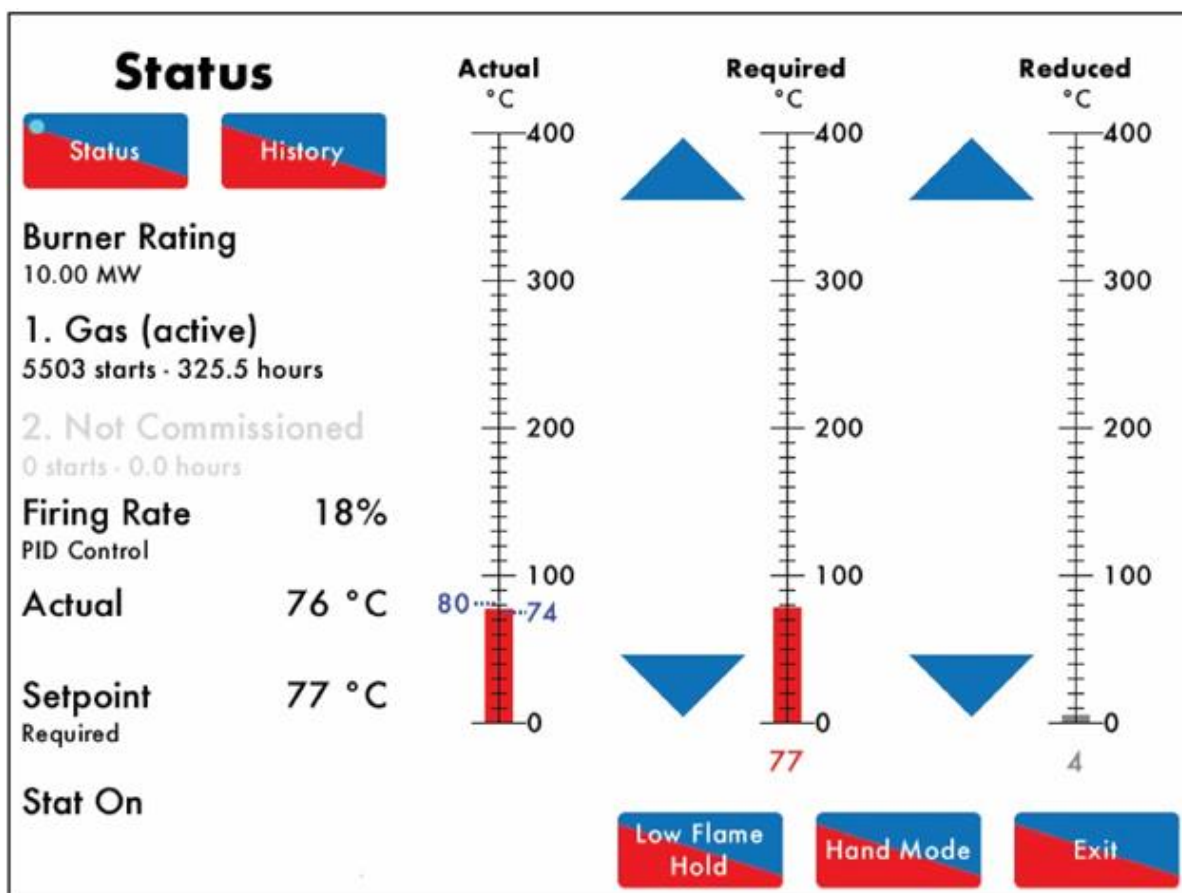 Status
Status
History
Burner Rating
10.00 MW
1. Gas (active)
5503 starts - 325.5 hours
2. Not Commissioned
0 starts - 0.0 hours
Firing Rate 18%
PID Control
Actual 76 °C
Setpoint 77 °C
Required
Stat On
Actual
°C
400
300
200
100
80
74
0
Required
°C
400
300
200
100
0
77
Reduced
°C
400
300
200
100
0
4
Low Flame
Hold
Hand Mode
Exit